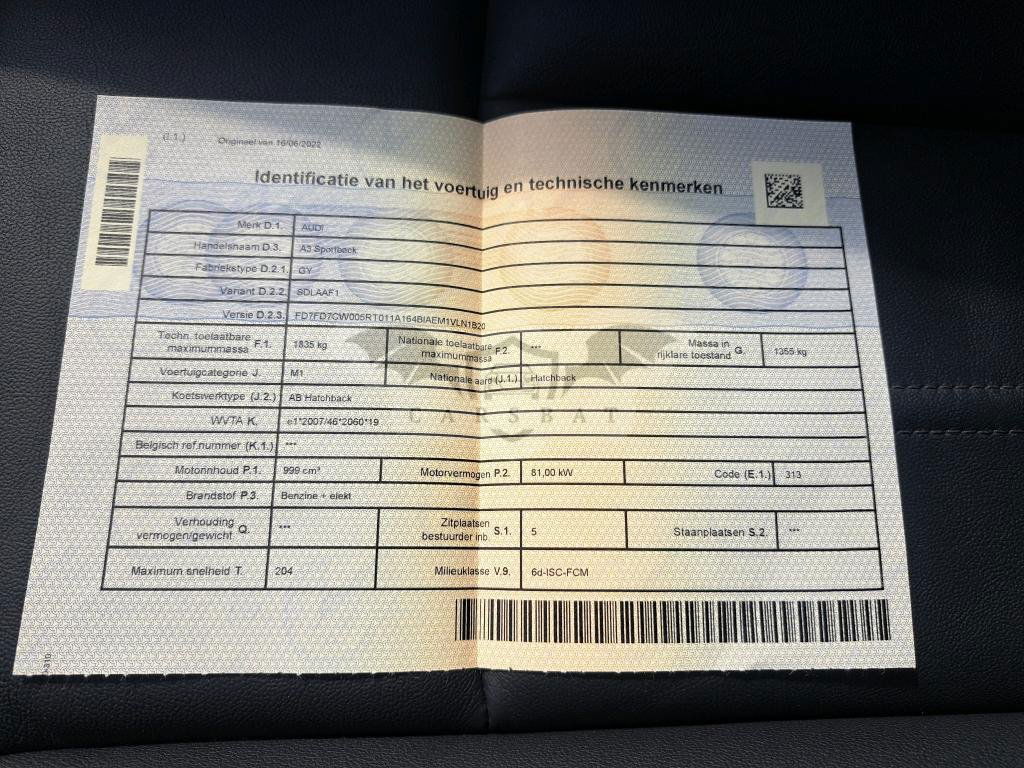 (I.1.) Origineel van 16/06/2022
Identificatie van het voertuig en technische kenmerken
Merk D.1. AUDI
Handelsnaam D.3. A3 Sportback
Fabriekstype D.2.1. GY
Variant D.2.2. SDLAAF1
Versie D.2.3. FD7FD7CW005RT011A164BIAEM1VLN1B20
Techn. toelaatbare maximummassa F.1. 1835 kg Nationale toelaatbare maximummassa F.2. *** Massa in rijklare toestand G. 1355 kg
Voertuigcategorie J. M1 Nationale aard (J.1.) Hatchback
Koetswerktype (J.2.) AB Hatchback
CARSBAT
WVTA K. e1*2007/46*2060*19
Belgisch ref.nummer (K.1.) ***
Motorinhoud P.1. 999 cm³ Motorvermogen P.2. 81,00 kW Code (E.1.) 313
Brandstof P.3. Benzine + elekt
Verhouding vermogen/gewicht Q. *** Zitplaatsen bestuurder inb. S.1. 5 Staanplaatsen S.2. ***
Maximum snelheid T. 204 Milieuklasse V.9. 6d-ISC-FCM